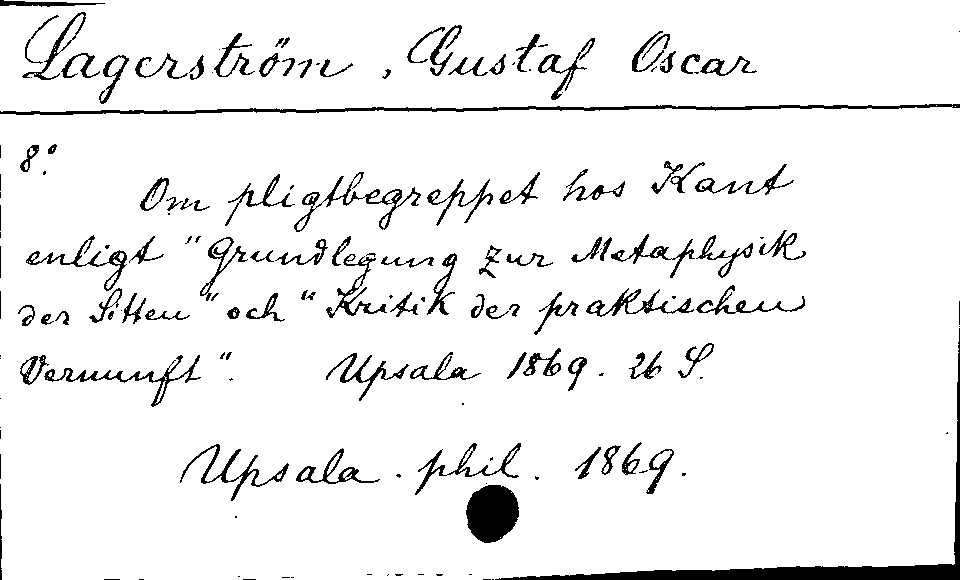 Lagerström, Gustaf Oscar
8.°
Om pligtbegreppet hos Kant
enligt "Grundlegung zur Metaphysik
der Sitten" och "Kritik der praktischen
Vernunft". Upsala 1869. 26 S.
Upsala. phil. 1869.